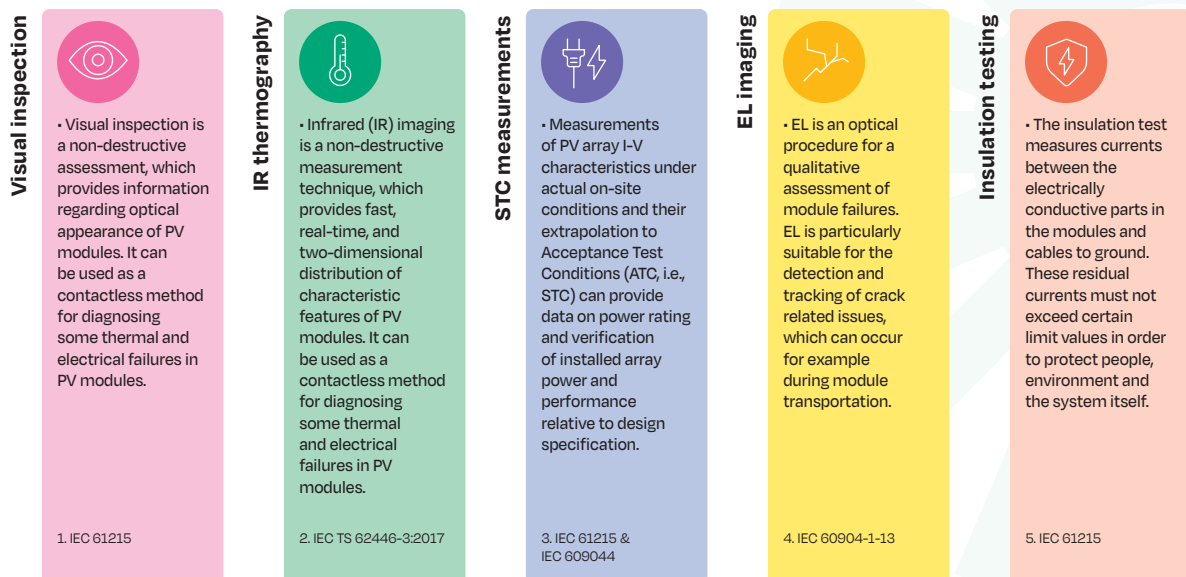 Visual inspection
• Visual inspection is
a non-destructive
assessment, which
provides information
regarding optical
appearance of PV
modules. It can
be used as a
contactless method
for diagnosing
some thermal and
electrical failures in
PV modules.
1. IEC 61215
IR thermography
• Infrared (IR) imaging
is a non-destructive
measurement
technique, which
provides fast,
real-time, and
two-dimensional
distribution of
characteristic
features of PV
modules. It can
be used as a
contactless method
for diagnosing
some thermal
and electrical
failures in PV
modules.
2. IEC TS 62446-3:2017
STC measurements
• Measurements
of PV array I-V
characteristics under
actual on-site
conditions and their
extrapolation to
Acceptance Test
Conditions (ATC, i.e.,
STC) can provide
data on power rating
and verification
of installed array
power and
performance
relative to design
specification.
3. IEC 61215 &
IEC 609044
EL imaging
• EL is an optical
procedure for a
qualitative
assessment of
module failures.
EL is particularly
suitable for the
detection and
tracking of crack
related issues,
which can occur
for example
during module
transportation.
4. IEC 60904-1-13
Insulation testing
• The insulation test
measures currents
between the
electrically
conductive parts in
the modules and
cables to ground.
These residual
currents must not
exceed certain
limit values in order
to protect people,
environment and
the system itself.
5. IEC 61215